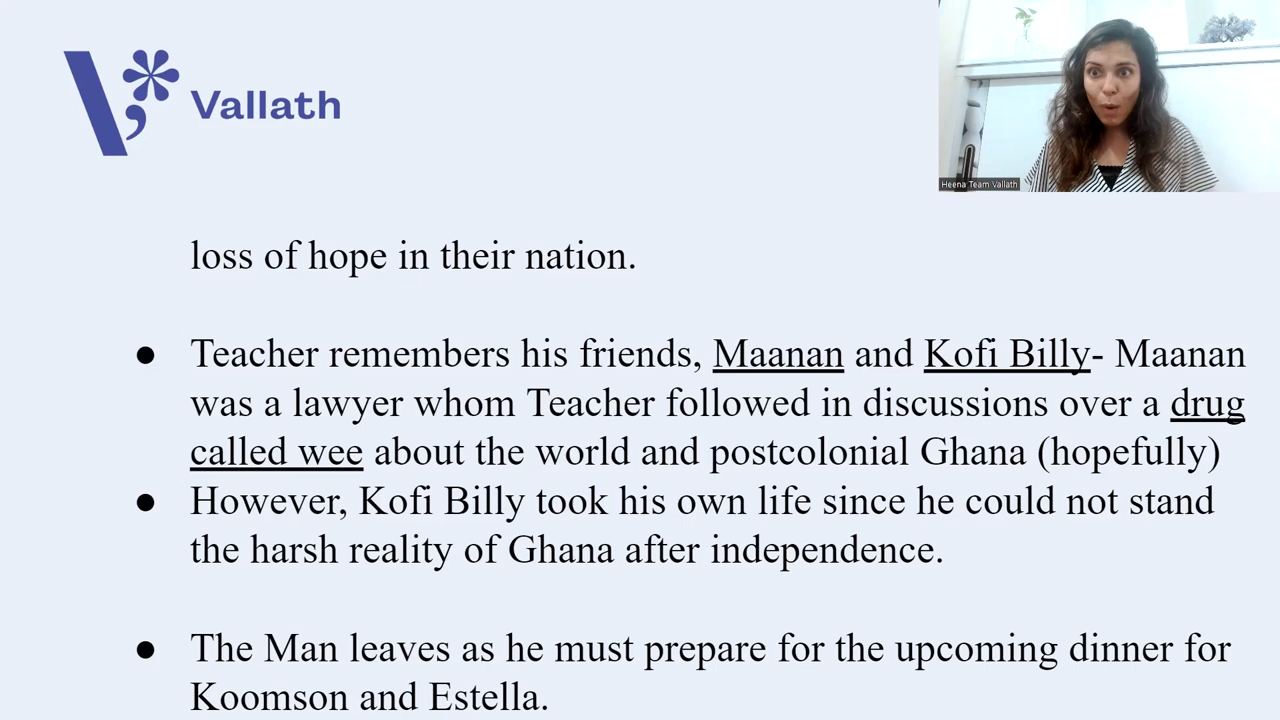 Vallath
Heena Team Vallath
loss of hope in their nation.
● Teacher remembers his friends, Maanan and Kofi Billy- Maanan
was a lawyer whom Teacher followed in discussions over a drug
called wee about the world and postcolonial Ghana (hopefully)
● However, Kofi Billy took his own life since he could not stand
the harsh reality of Ghana after independence.
● The Man leaves as he must prepare for the upcoming dinner for
Koomson and Estella.